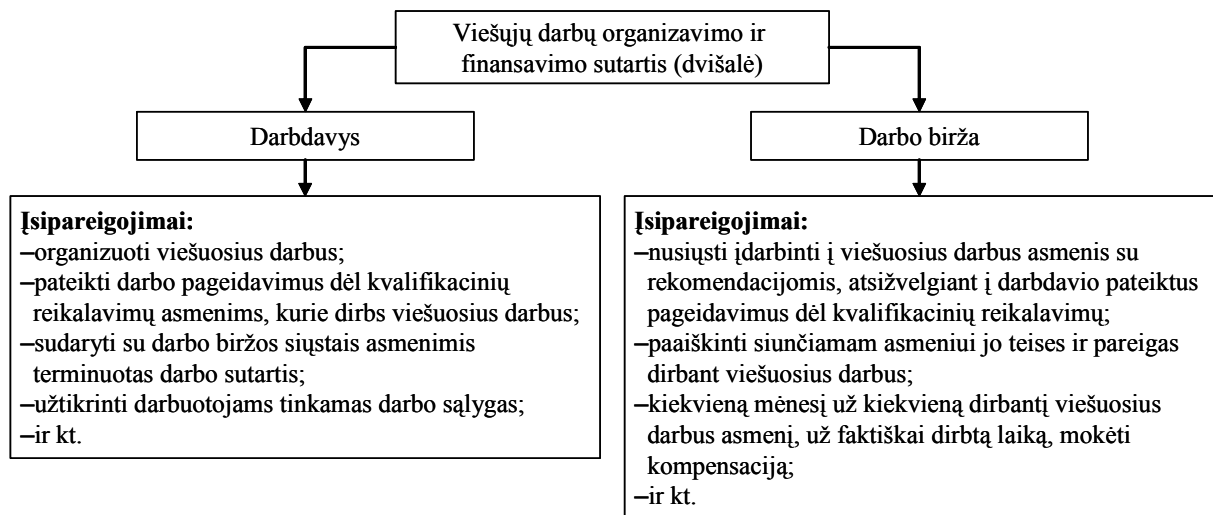 Viešųjų darbų organizavimo ir
finansavimo sutartis (dvišalė)
Darbdavys
Darbo birža
Įsipareigojimai:
–organizuoti viešuosius darbus;
–pateikti darbo pageidavimus dėl kvalifikacinių
reikalavimų asmenims, kurie dirbs viešuosius darbus;
–sudaryti su darbo biržos siųstais asmenimis
terminuotas darbo sutartis;
–užtikrinti darbuotojams tinkamas darbo sąlygas;
–ir kt.
Įsipareigojimai:
–nusiųsti įdarbinti į viešuosius darbus asmenis su
rekomendacijomis, atsižvelgiant į darbdavio pateiktus
pageidavimus dėl kvalifikacinių reikalavimų;
–paaiškinti siunčiamam asmeniui jo teises ir pareigas
dirbant viešuosius darbus;
–kiekvieną mėnesį už kiekvieną dirbantį viešuosius
darbus asmenį, už faktiškai dirbtą laiką, mokėti
kompensaciją;
–ir kt.